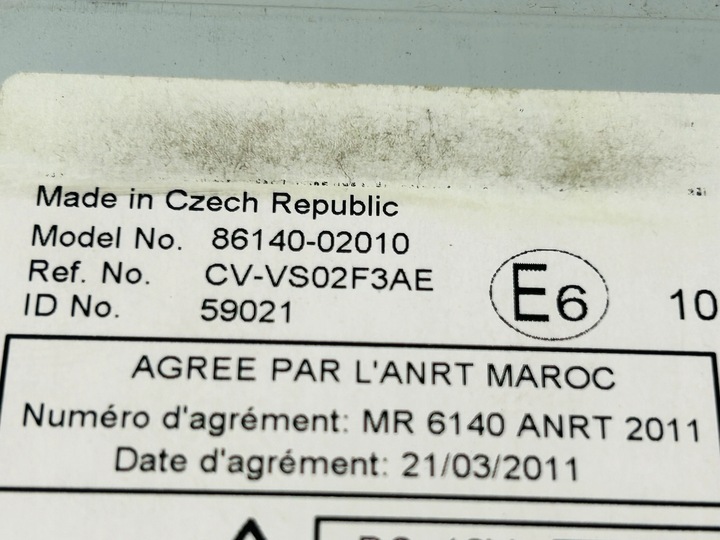 Made in Czech Republic
Model No. 86140-02010
Ref. No. CV-VS02F3AE
ID No. 59021
E6 10
AGREE PAR L'ANRT MAROC
Numéro d'agrément: MR 6140 ANRT 2011
Date d'agrément: 21/03/2011